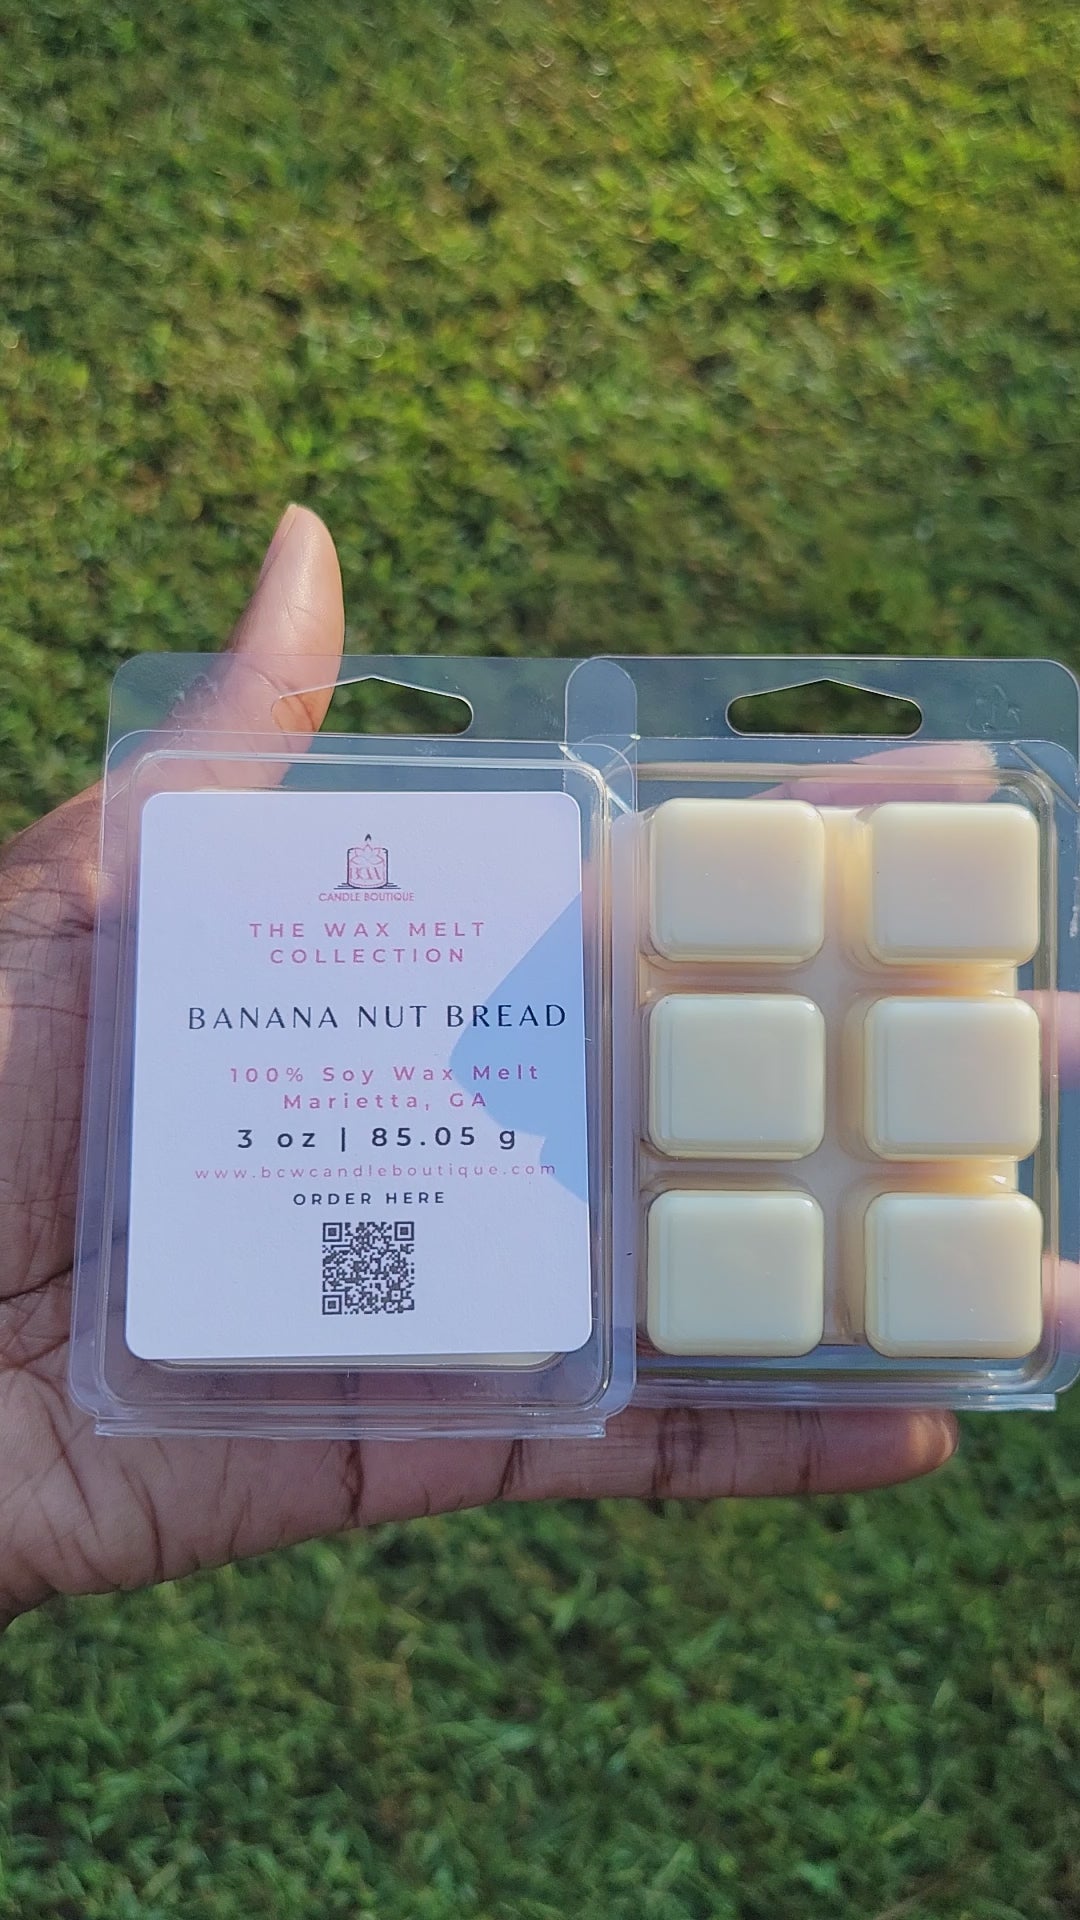 BCW
CANDLE BOUTIQUE
THE WAX MELT
COLLECTION
BANANA NUT BREAD
100% Soy Wax Melt
Marietta, GA
3 oz | 85.05 g
www.bcwcandleboutique.com
ORDER HERE